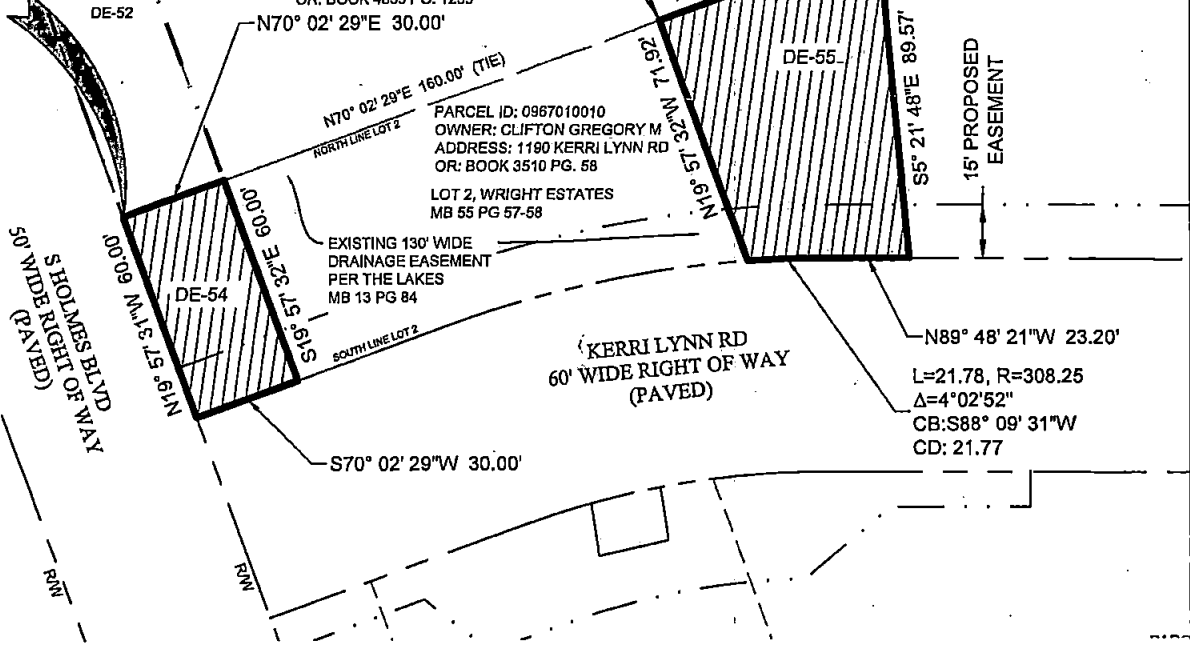 DE-52
N70° 02' 29"E 30.00'
N70° 02' 29"E 160.00' (TIE)
NORTH LINE LOT 2
PARCEL ID: 0967010010
OWNER: CLIFTON GREGORY M
ADDRESS: 1190 KERRI LYNN RD
OR: BOOK 3510 PG. 58
LOT 2, WRIGHT ESTATES
MB 55 PG 57-58
EXISTING 130' WIDE
DRAINAGE EASEMENT
PER THE LAKES
MB 13 PG 84
N19° 57' 32"W 71.92'
DE-55
S5° 21' 48"E 89.57'
15' PROPOSED
EASEMENT
DE-54
N19° 57' 31"W 60.00'
S19° 57' 32"E 60.00'
SOUTH LINE LOT 2
S HOLMES BLVD
50' WIDE RIGHT OF WAY
(PAVED)
KERRI LYNN RD
60' WIDE RIGHT OF WAY
(PAVED)
N89° 48' 21"W 23.20'
L=21.78, R=308.25
Δ=4°02'52"
CB:S88° 09' 31"W
CD: 21.77
S70° 02' 29"W 30.00'
R/W
R/W